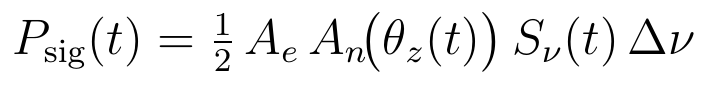 P_sig(t) = 1/2 A_e A_n(θ_z(t)) S_ν(t) Δν